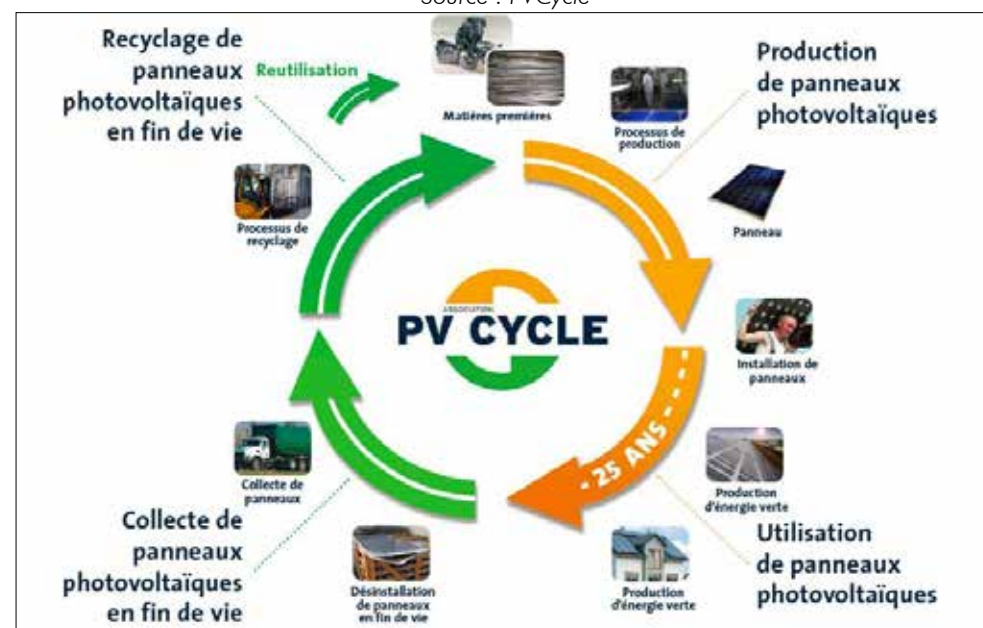 Source : PVCycle
Recyclage de
panneaux
photovoltaïques
en fin de vie
Reutilisation
Matières premières
Processus de
production
Production
de panneaux
photovoltaïques
Panneau
Processus de
recyclage
ASSOCIATION
PV CYCLE
Installation de
panneaux
25 ANS
Collecte de
panneaux
Production
d'énergie verte
Collecte de
panneaux
photovoltaïques
en fin de vie
Désinstallation
de panneaux
en fin de vie
Production
d'énergie verte
Utilisation
de panneaux
photovoltaïques